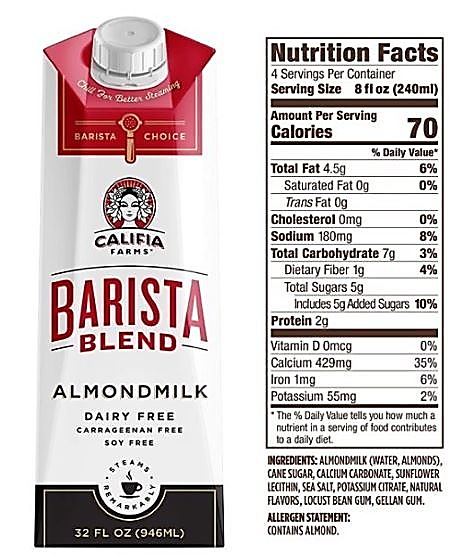 Chill For Better Steaming
BARISTA CHOICE
CALIFIA
FARMS®
BARISTA
BLEND
ALMONDMILK
DAIRY FREE
CARRAGEENAN FREE
SOY FREE
• STEAMS •
REMARKABLY
32 FL OZ (946ML)
Nutrition Facts
4 Servings Per Container
Serving Size 8 fl oz (240ml)
Amount Per Serving
Calories 70
% Daily Value*
Total Fat 4.5g 6%
Saturated Fat 0g 0%
Trans Fat 0g
Cholesterol 0mg 0%
Sodium 180mg 8%
Total Carbohydrate 7g 3%
Dietary Fiber 1g 4%
Total Sugars 5g
Includes 5g Added Sugars 10%
Protein 2g
Vitamin D 0mcg 0%
Calcium 429mg 35%
Iron 1mg 6%
Potassium 55mg 2%
* The % Daily Value tells you how much a
nutrient in a serving of food contributes
to a daily diet.
INGREDIENTS: ALMONDMILK (WATER, ALMONDS),
CANE SUGAR, CALCIUM CARBONATE, SUNFLOWER
LECITHIN, SEA SALT, POTASSIUM CITRATE, NATURAL
FLAVORS, LOCUST BEAN GUM, GELLAN GUM.
ALLERGEN STATEMENT:
CONTAINS ALMOND.